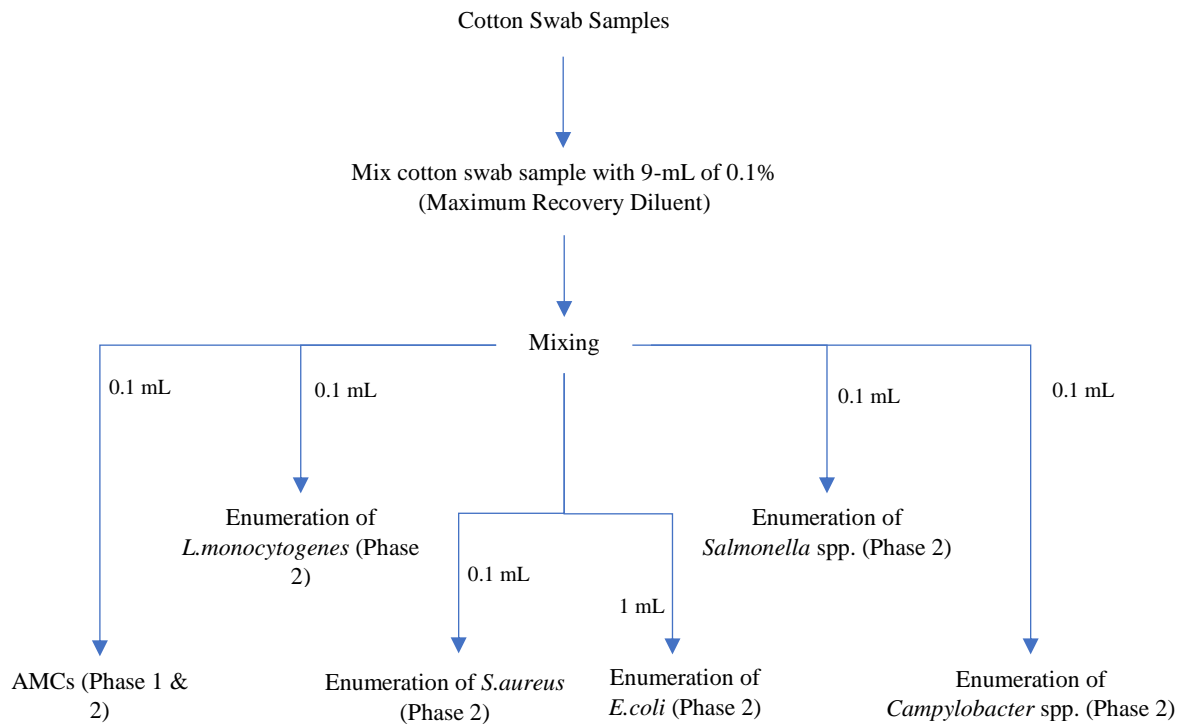 Cotton Swab Samples
Mix cotton swab sample with 9-mL of 0.1%
(Maximum Recovery Diluent)
Mixing
0.1 mL
0.1 mL
0.1 mL
0.1 mL
Enumeration of
L.monocytogenes (Phase
2)
Enumeration of
Salmonella spp. (Phase 2)
0.1 mL
1 mL
AMCs (Phase 1 &
2)
Enumeration of S.aureus
(Phase 2)
Enumeration of
E.coli (Phase 2)
Enumeration of
Campylobacter spp. (Phase 2)